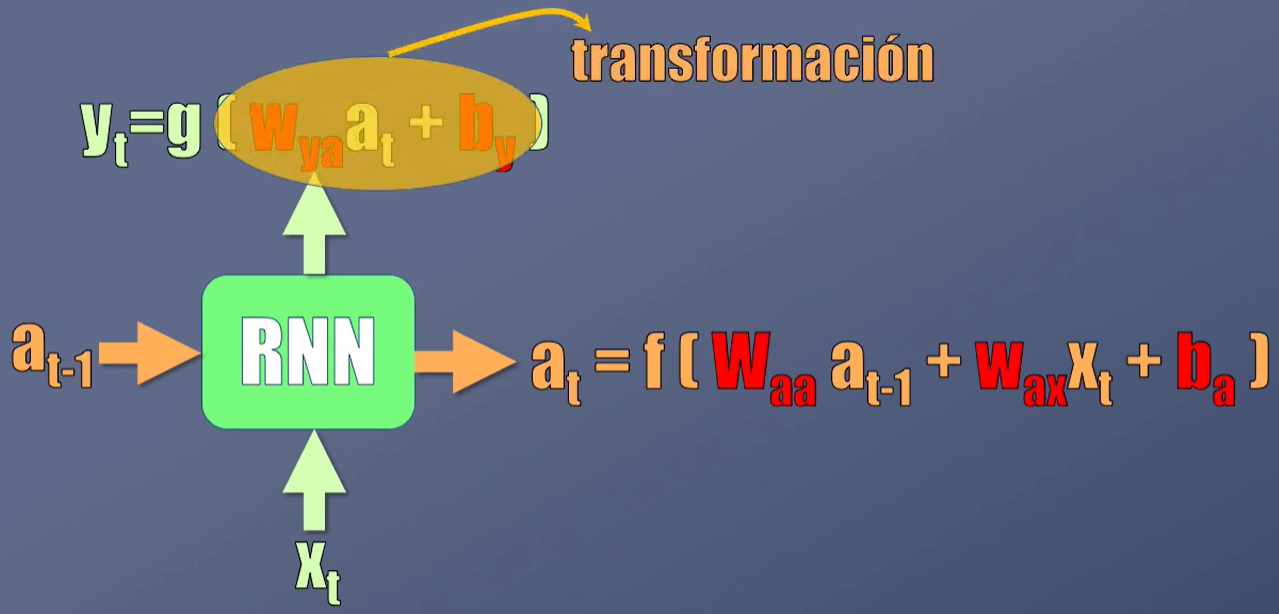 transformación
yₜ=g ( wyₐaₜ + by )
aₜ₋₁
RNN
aₜ = f ( Waa aₜ₋₁ + waxxₜ + ba )
xₜ